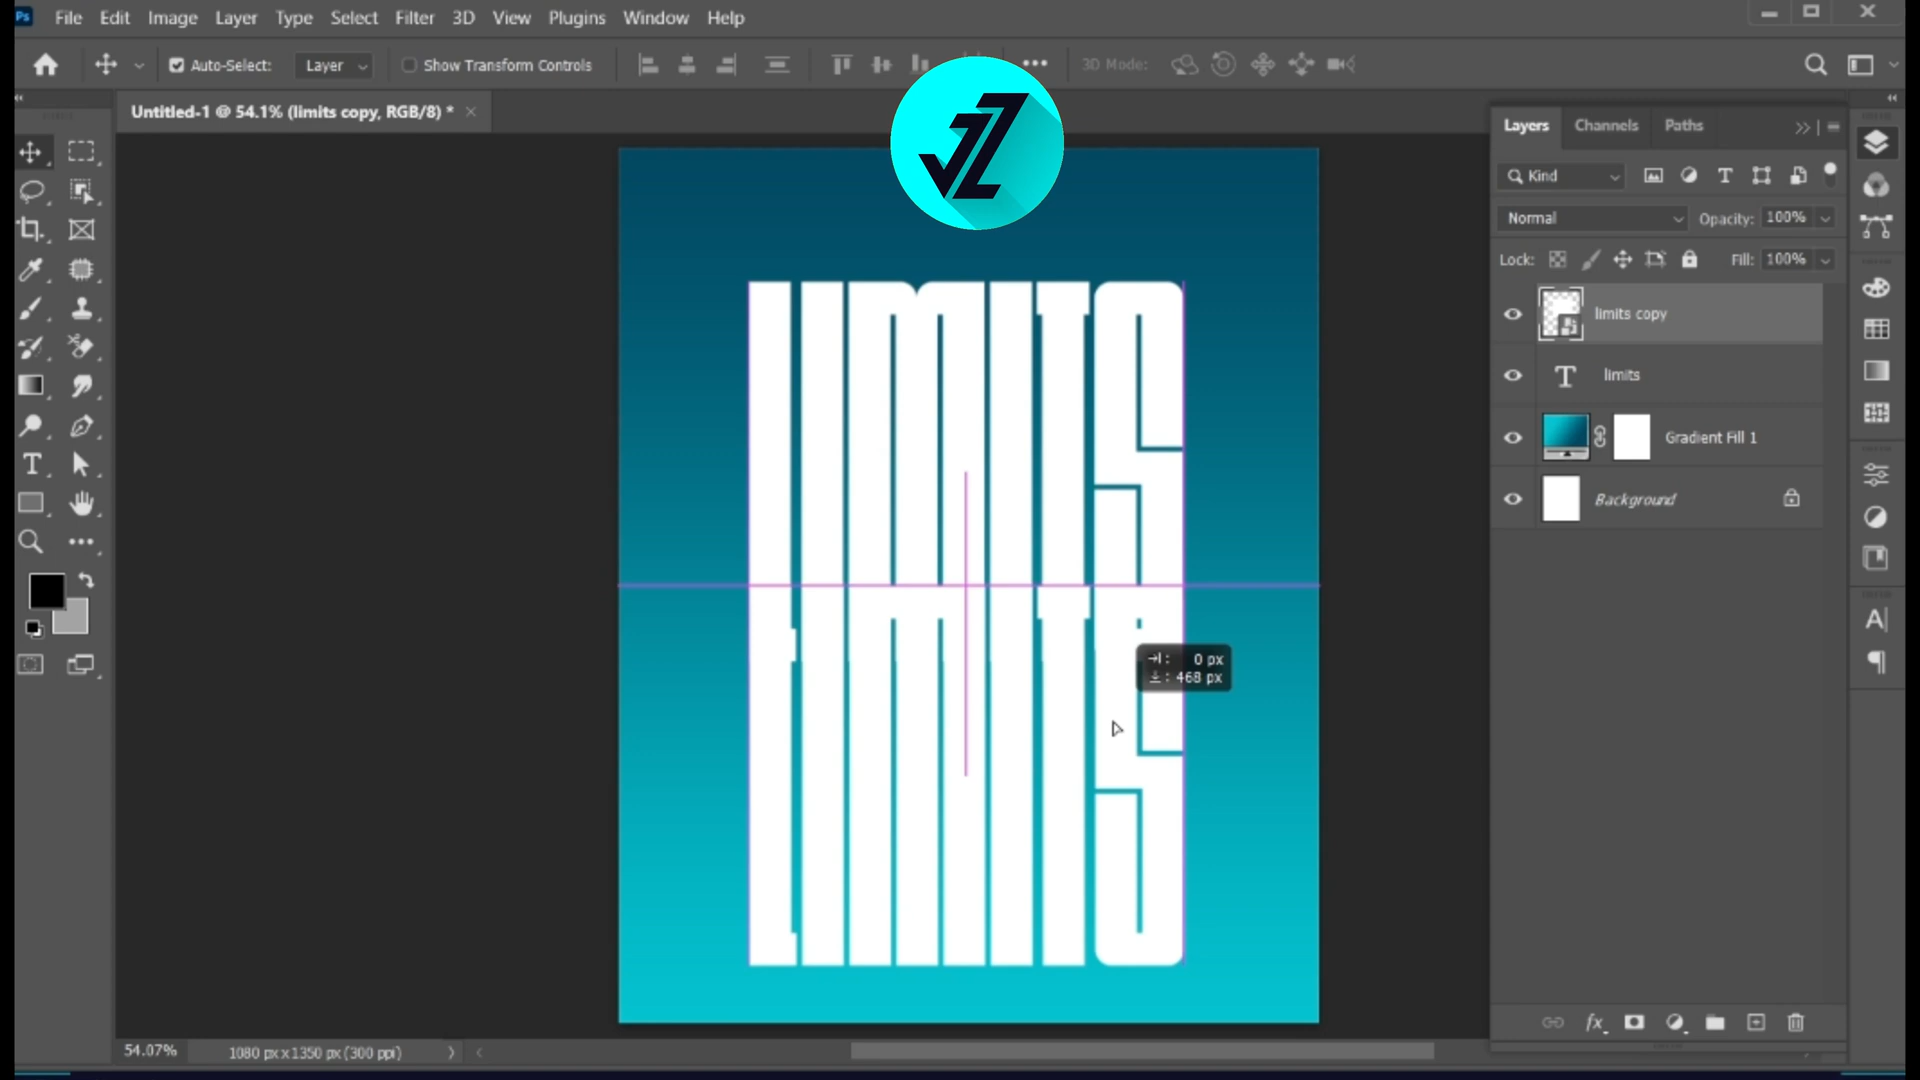 Ps
File Edit Image Layer Type Select Filter 3D View Plugins Window Help
Auto-Select: Layer Show Transform Controls 3D Mode:
Untitled-1 @ 54.1% (limits copy, RGB/8) *
Layers Channels Paths
Kind
Normal Opacity: 100%
Lock: Fill: 100%
limits copy
limits
Gradient Fill 1
Background
LIMITS
LIMITS
0 px
468 px
54.07% 1080 px x 1350 px (300 ppi)